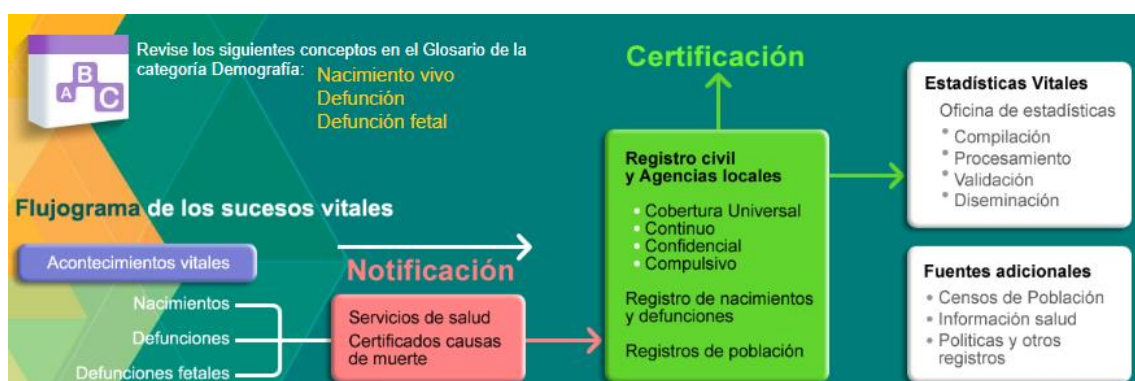 Revise los siguientes conceptos en el Glosario de la
categoría Demografía:
Nacimiento vivo
Defunción
Defunción fetal
A
B
C
Flujograma de los sucesos vitales
Acontecimientos vitales
Nacimientos
Defunciones
Defunciones fetales
Notificación
Servicios de salud
Certificados causas
de muerte
Certificación
Registro civil
y Agencias locales
• Cobertura Universal
• Continuo
• Confidencial
• Compulsivo
Registro de nacimientos
y defunciones
Registros de población
Estadísticas Vitales
Oficina de estadísticas
• Compilación
• Procesamiento
• Validación
• Diseminación
Fuentes adicionales
• Censos de Población
• Información salud
• Politicas y otros
registros